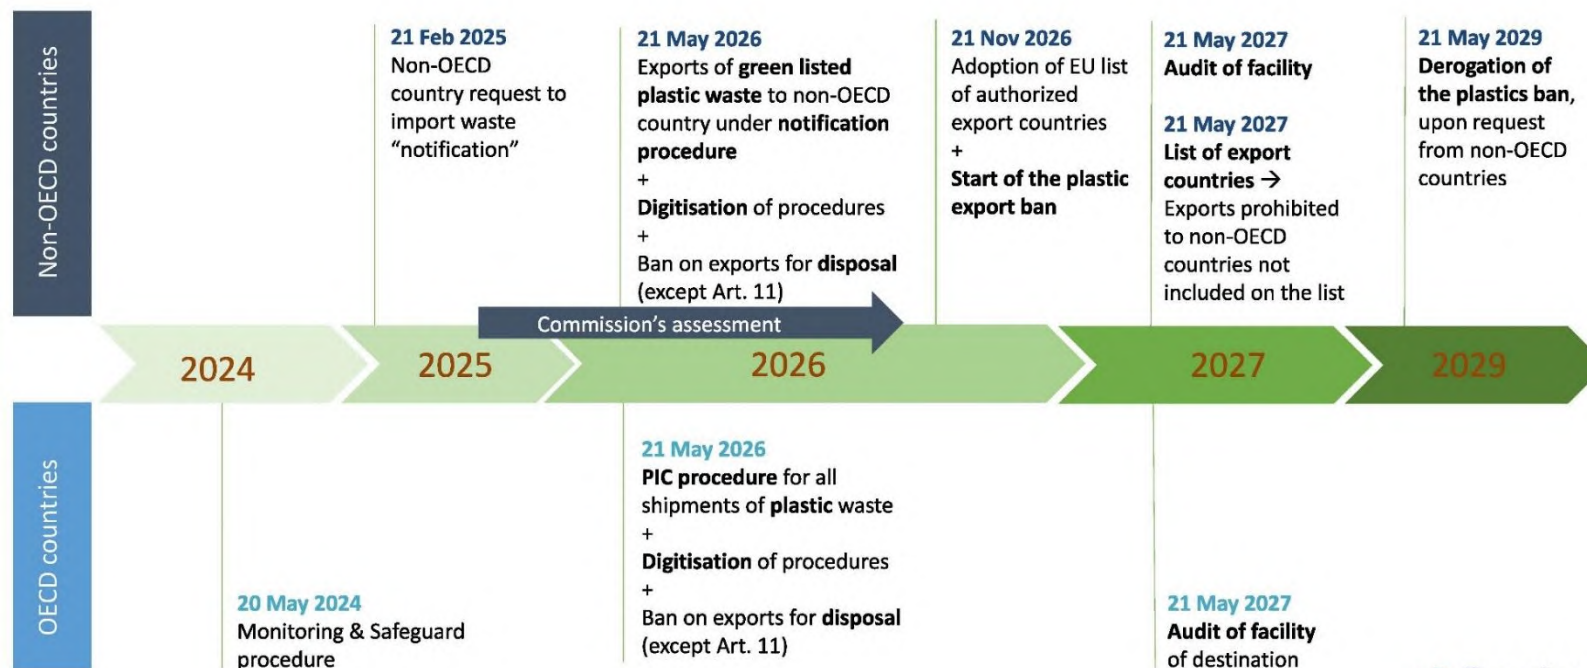 Non-OECD countries
21 Feb 2025
Non-OECD
country request to
import waste
“notification”
21 May 2026
Exports of green listed
plastic waste to non-OECD
country under notification
procedure
+
Digitisation of procedures
+
Ban on exports for disposal
(except Art. 11)
21 Nov 2026
Adoption of EU list
of authorized
export countries
+
Start of the plastic
export ban
21 May 2027
Audit of facility
21 May 2027
List of export
countries →
Exports prohibited
to non-OECD
countries not
included on the list
21 May 2029
Derogation of
the plastics ban,
upon request
from non-OECD
countries
Commission’s assessment
2024
2025
2026
2027
2029
OECD countries
20 May 2024
Monitoring & Safeguard
procedure
21 May 2026
PIC procedure for all
shipments of plastic waste
+
Digitisation of procedures
+
Ban on exports for disposal
(except Art. 11)
21 May 2027
Audit of facility
of destination